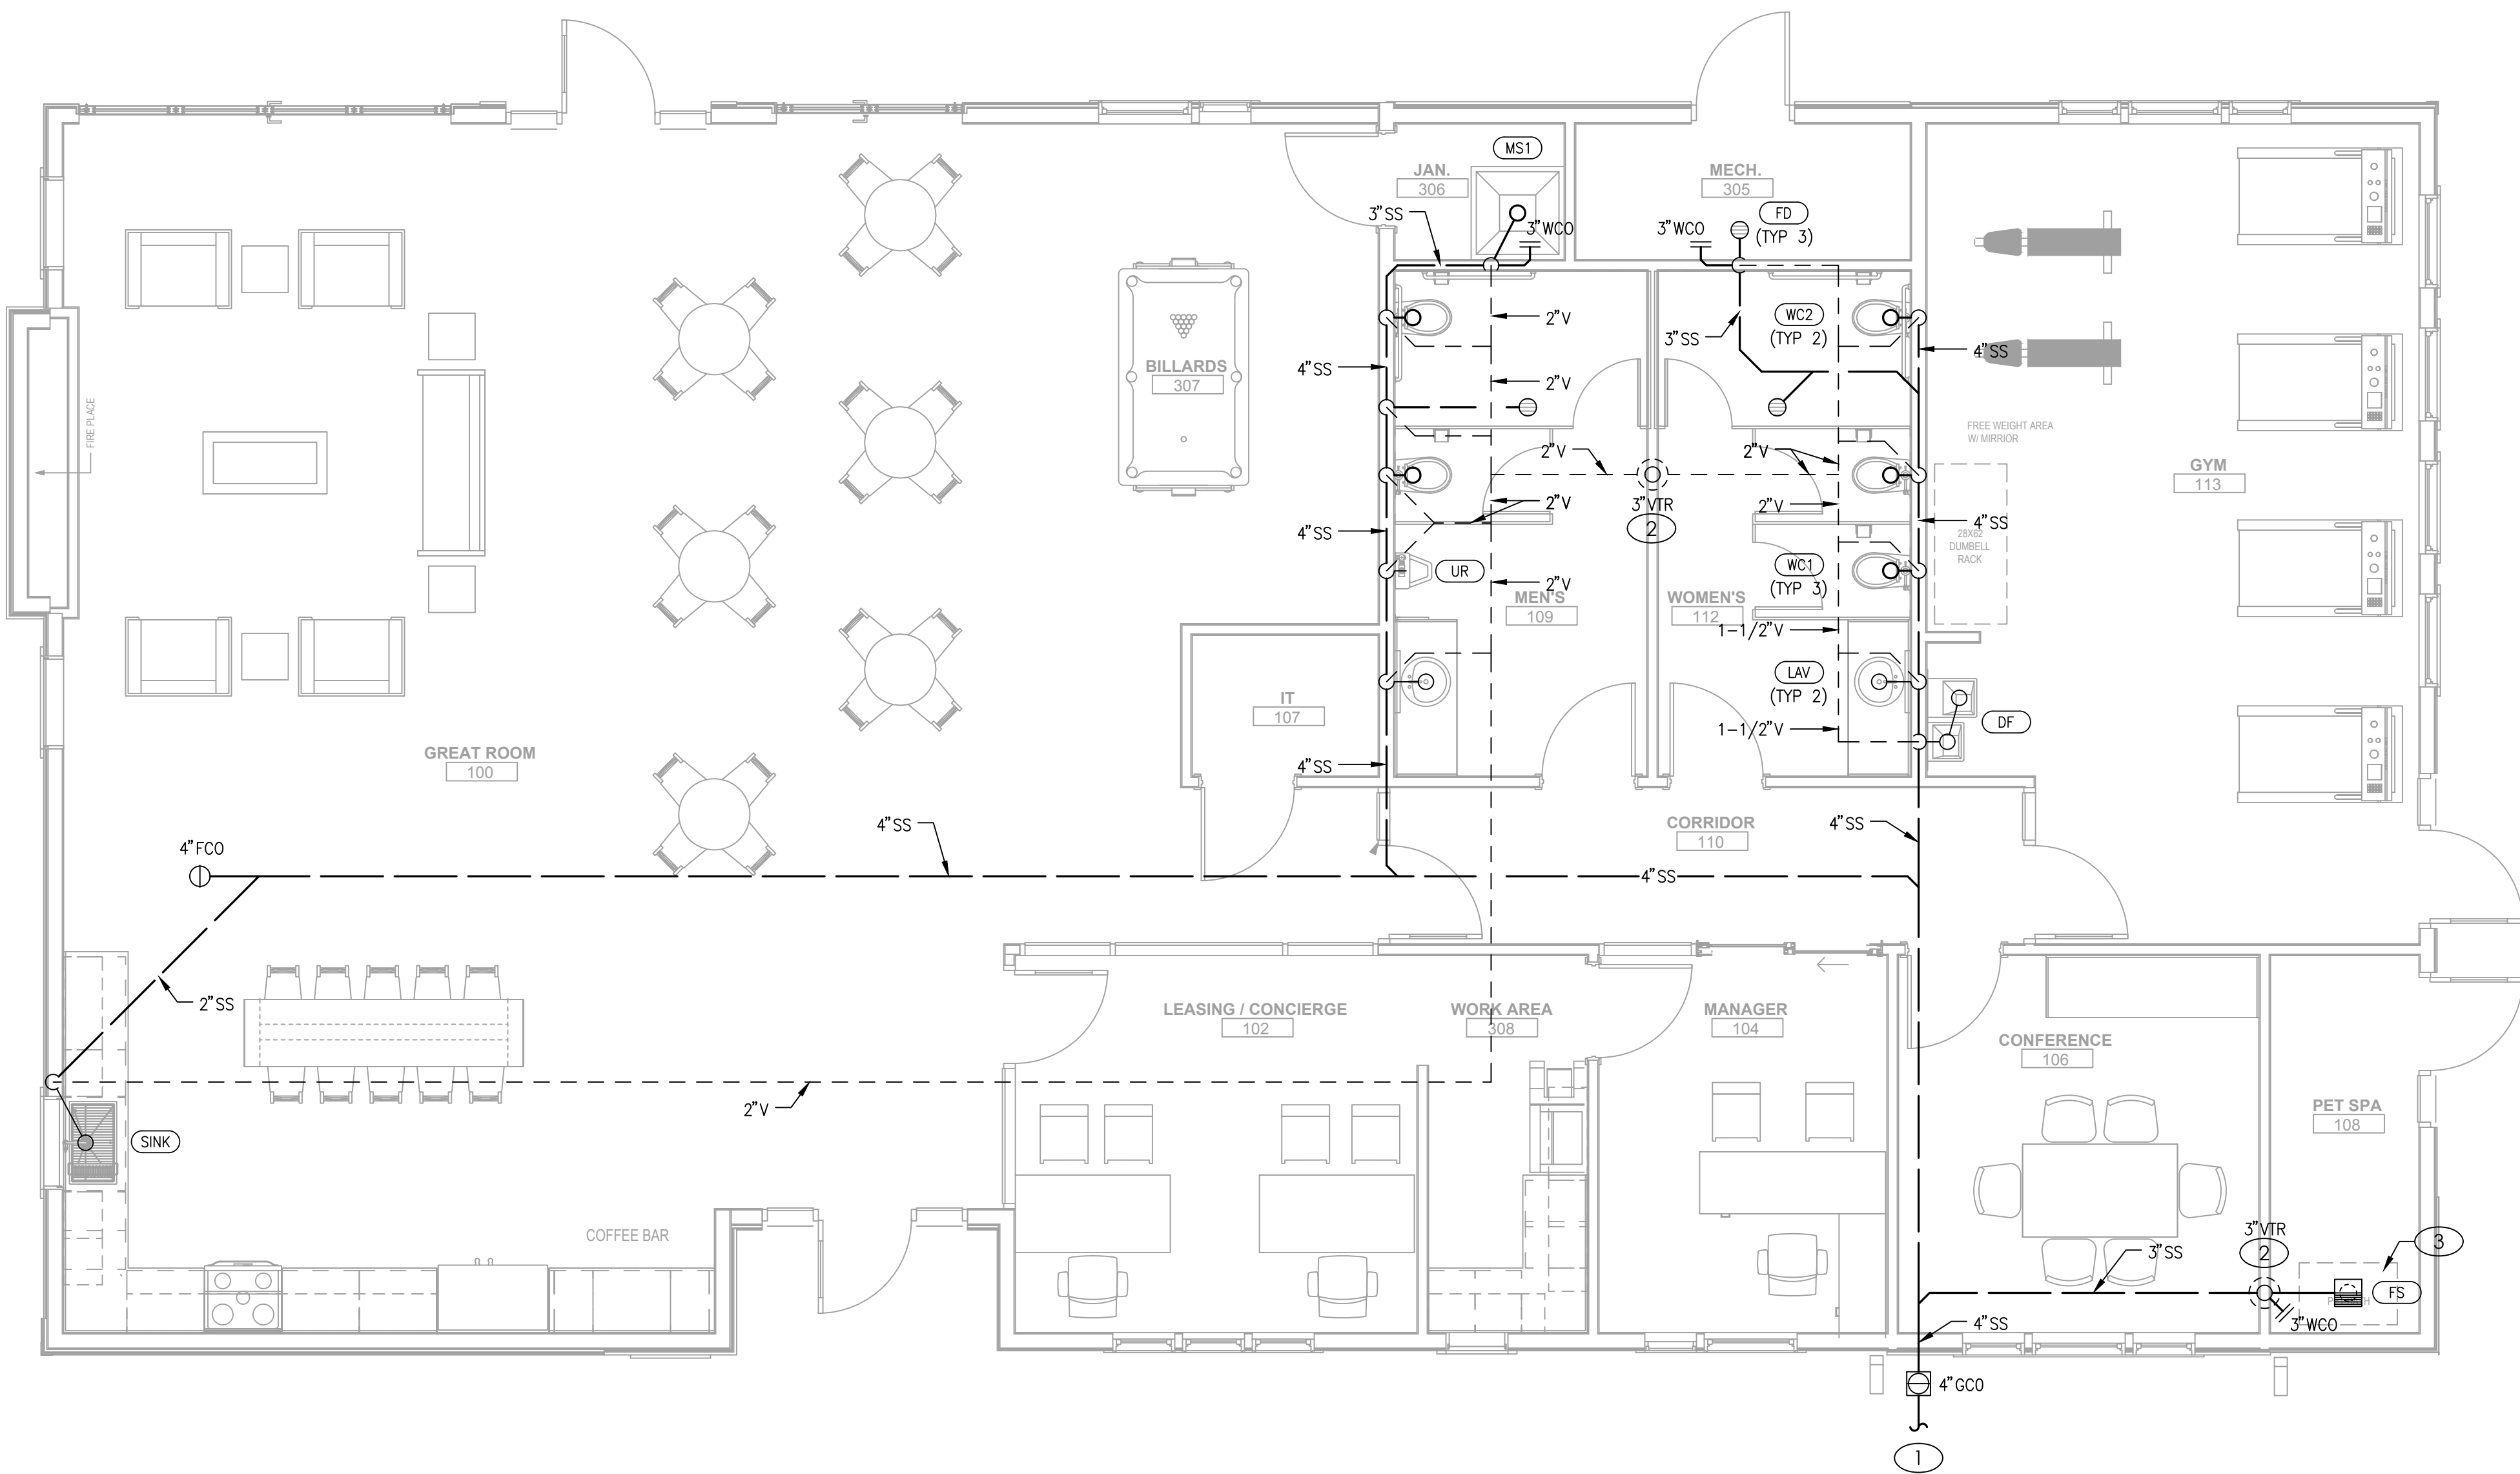 MS1
JAN.
306
MECH.
305
3"SS
3"WCO
3"WCO
FD
(TYP 3)
2"V
3"SS
WC2
(TYP 2)
4"SS
4"SS
2"V
BILLARDS
307
FIRE PLACE
FREE WEIGHT AREA
W/ MIRRIOR
2"V
2"V
GYM
113
2"V
2"V
3"VTR
2
4"SS
4"SS
28X62
DUMBELL
RACK
UR
WC1
(TYP 3)
2"V
MEN'S
109
WOMEN'S
112
1-1/2"V
LAV
(TYP 2)
IT
107
DF
1-1/2"V
GREAT ROOM
100
4"SS
4"SS
CORRIDOR
110
4"SS
4"FCO
4"SS
2"SS
LEASING / CONCIERGE
102
WORK AREA
308
MANAGER
104
CONFERENCE
106
2"V
PET SPA
108
SINK
COFFEE BAR
3"VTR
2
3"SS
3
FS
4"SS
3"WCO
4"GCO
1